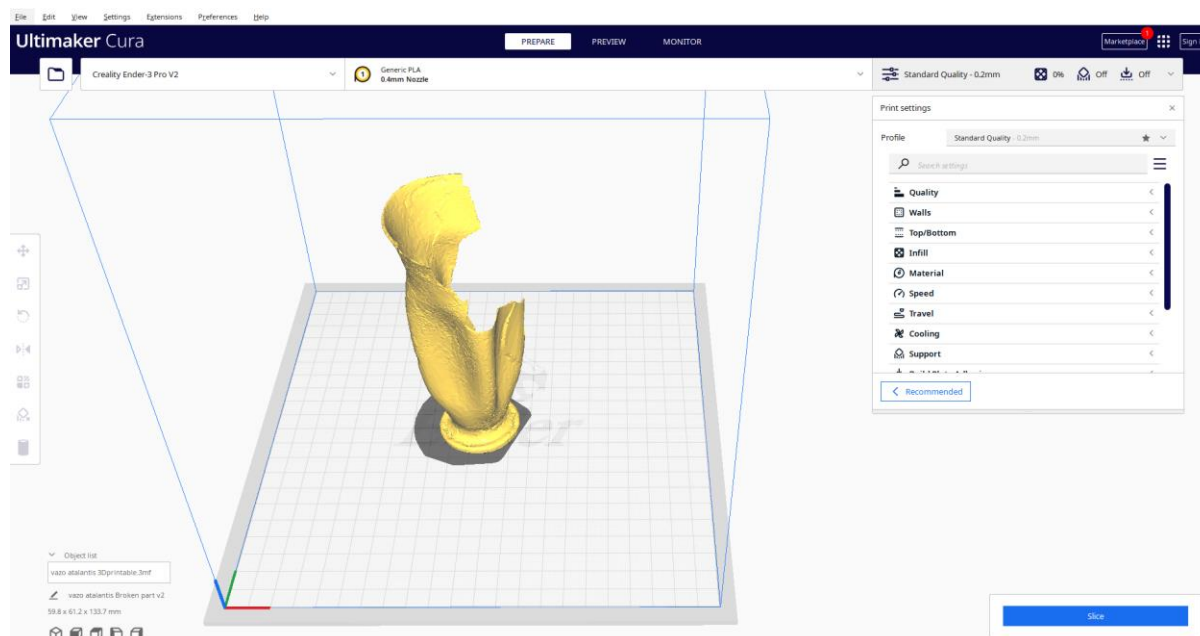 File Edit View Settings Extensions Preferences Help
Ultimaker Cura
PREPARE PREVIEW MONITOR
Marketplace 1 Sign
Creality Ender-3 Pro V2
1 Generic PLA
0.4mm Nozzle
Standard Quality - 0.2mm 0% Off Off
Print settings
Profile Standard Quality - 0.2mm
Search settings
Quality
Walls
Top/Bottom
Infill
Material
Speed
Travel
Cooling
Support
Recommended
Object list
vazo atalantis 3Dprintable.3mf
vazo atalantis Broken part v2
59.8 x 61.2 x 133.7 mm
Slice